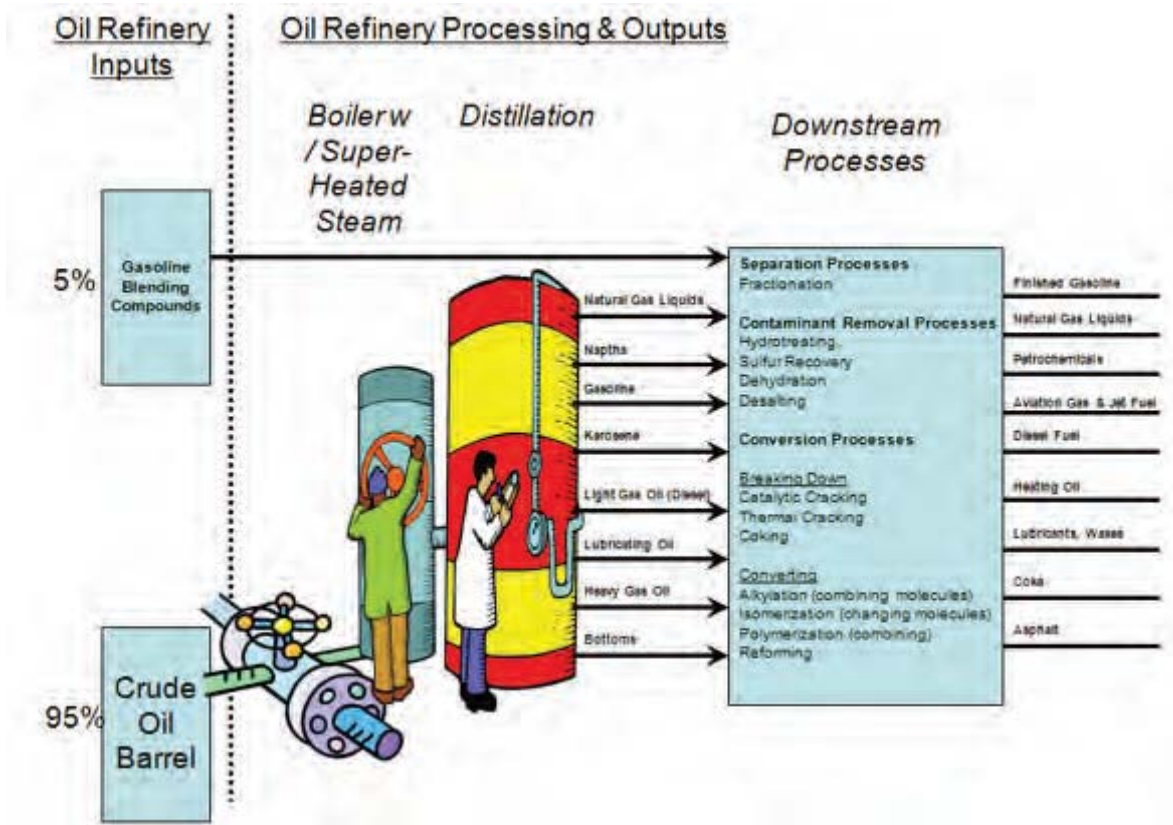 Oil Refinery
Inputs
Oil Refinery Processing & Outputs
Boiler w
/ Super-
Heated
Steam
Distillation
Downstream
Processes
5%
Gasoline
Blending
Compounds
95%
Crude
Oil
Barrel
Natural Gas Liquids
Naptha
Gasoline
Karosene
Light Gas Oil (Diesel)
Lubricating Oil
Heavy Gas Oil
Bottoms
Separation Processes
Fractionation
Contaminant Removal Processes
Hydrotreating
Sulfur Recovery
Dehydration
Desalting
Conversion Processes
Breaking Down
Catalytic Cracking
Thermal Cracking
Coking
Converting
Alkylation (combining molecules)
Isomerization (changing molecules)
Polymerization (combining)
Reforming
Finished Gasoline
Natural Gas Liquids
Petrochemicals
Aviation Gas & Jet Fuel
Diesel Fuel
Heating Oil
Lubricants, Waxes
Coke
Asphalt